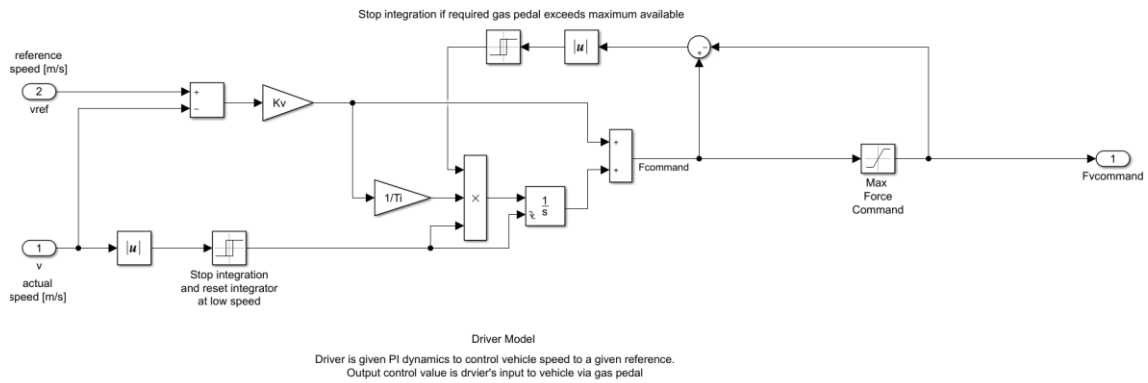 Stop integration if required gas pedal exceeds maximum available
reference
speed [m/s]
2
vref
+
−
Kv
|u|
−
+
+
+
Fcommand
Max
Force
Command
1
Fvcommand
1/Ti
×
1
s
1
v
actual
speed [m/s]
|u|
Stop integration
and reset integrator
at low speed
Driver Model
Driver is given PI dynamics to control vehicle speed to a given reference.
Output control value is drvier's input to vehicle via gas pedal